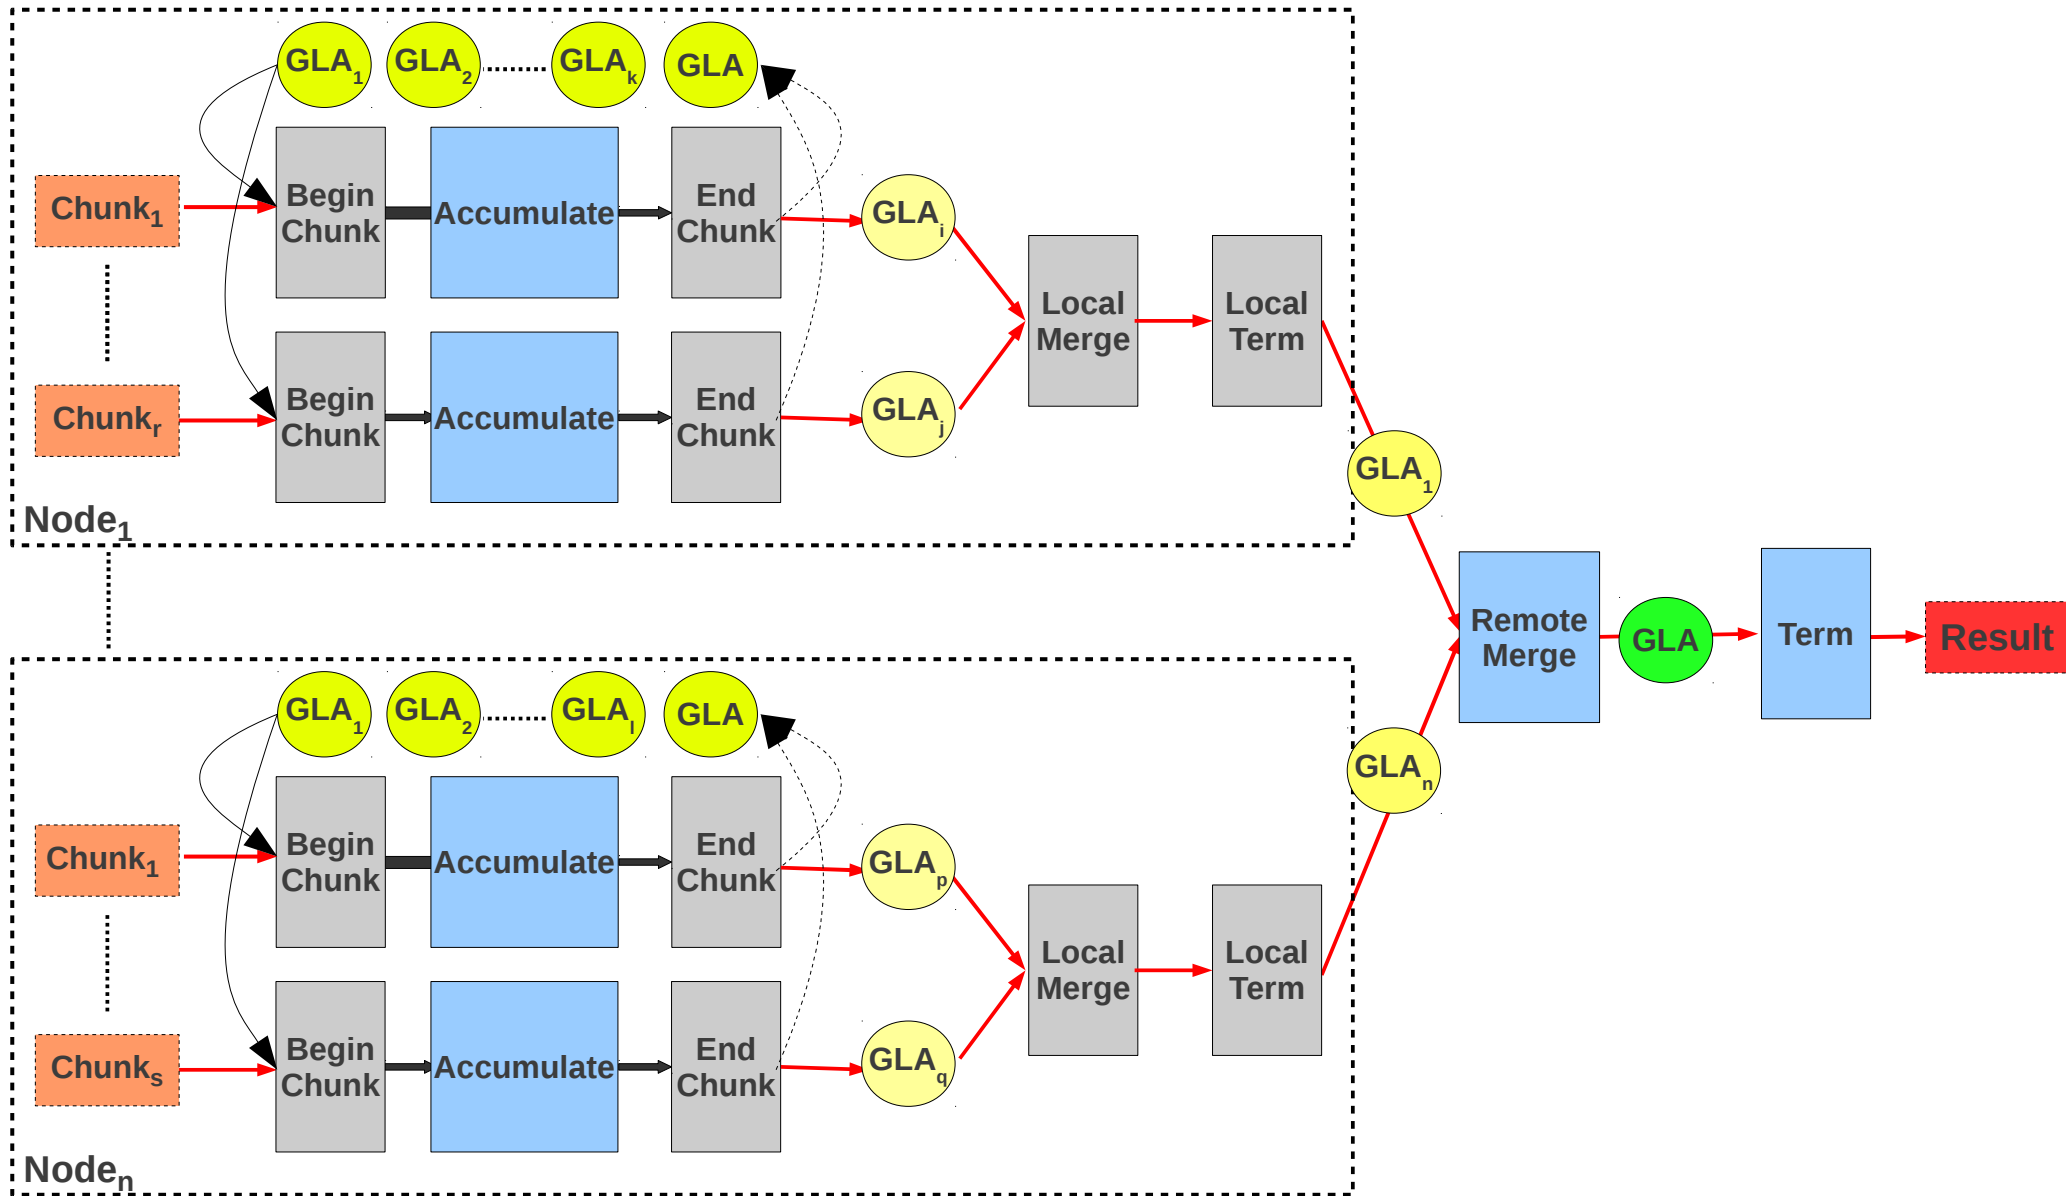 GLA1 GLA2 GLAk GLA
Chunk1
Begin
Chunk
Accumulate
End
Chunk
GLAi
Local
Merge
Local
Term
Chunkr
Begin
Chunk
Accumulate
End
Chunk
GLAj
Node1
GLA1
Remote
Merge
GLA
Term
Result
GLA1 GLA2 GLAl GLA
GLAn
Chunk1
Begin
Chunk
Accumulate
End
Chunk
GLAp
Local
Merge
Local
Term
Chunks
Begin
Chunk
Accumulate
End
Chunk
GLAq
Noden